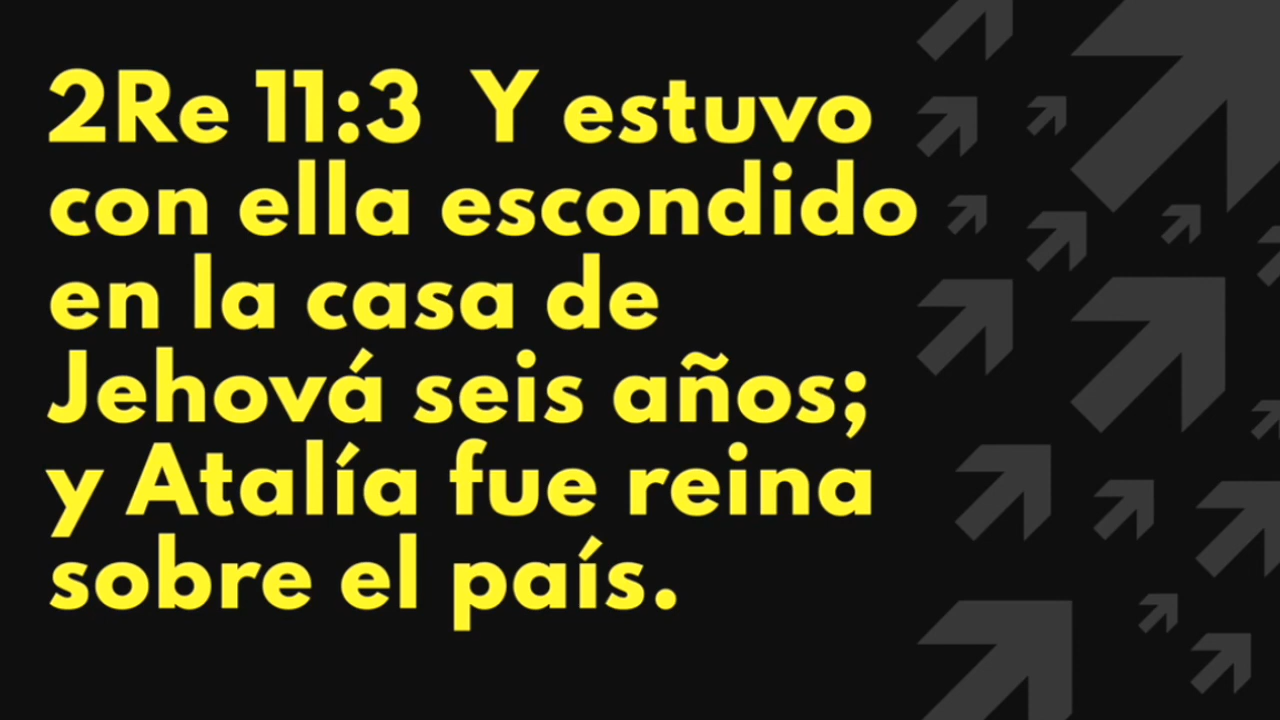 2Re 11:3  Y estuvo
con ella escondido
en la casa de
Jehová seis años;
y Atalía fue reina
sobre el país.